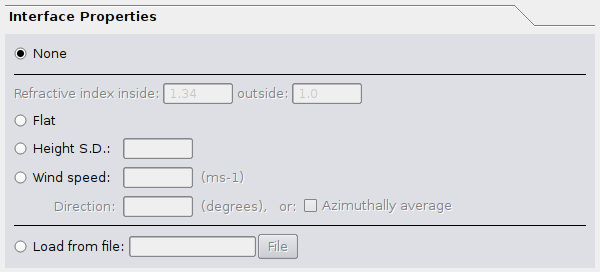 Interface Properties
None
Refractive index inside: 1.34 outside: 1.0
Flat
Height S.D.:
Wind speed: (ms-1)
Direction: (degrees), or: Azimuthally average
Load from file: File